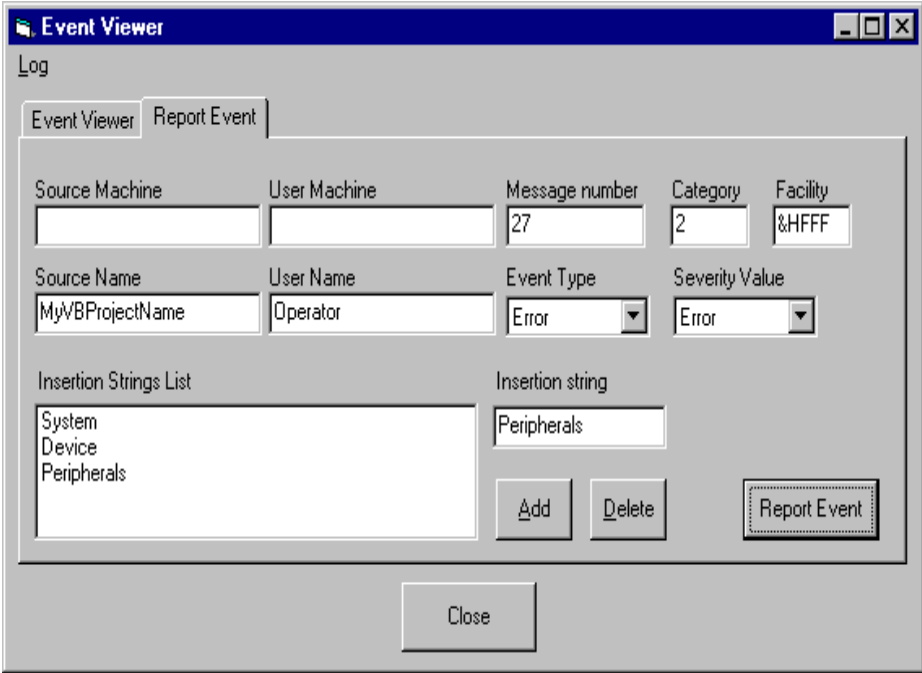 Event Viewer
Log
Event Viewer Report Event
Source Machine User Machine Message number Category Facility
27 2 &HFFF
Source Name User Name Event Type Severity Value
MyVBProjectName Operator Error Error
Insertion Strings List Insertion string
System
Device
Peripherals
Peripherals
Add Delete Report Event
Close